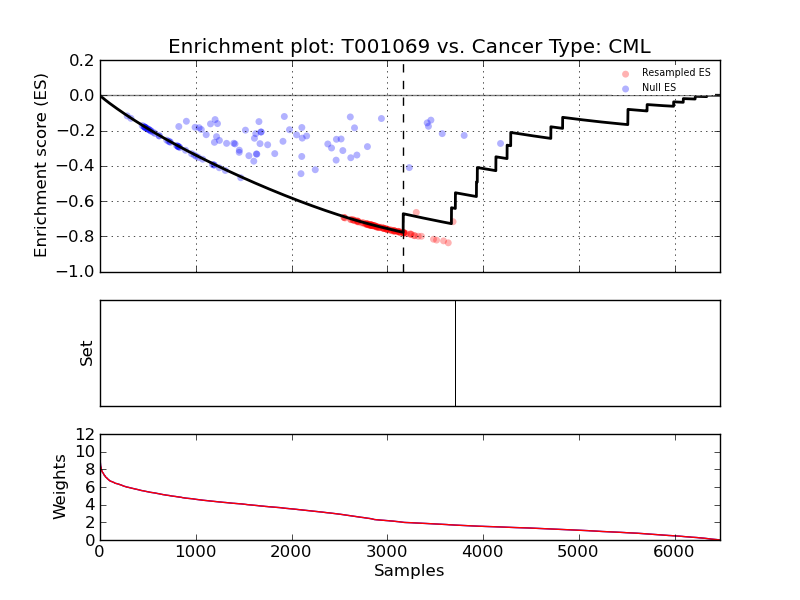 Enrichment plot: T001069 vs. Cancer Type: CML
Enrichment score (ES)
0.2
0.0
−0.2
−0.4
−0.6
−0.8
−1.0
Resampled ES
Null ES
Set
Weights
12
10
8
6
4
2
0
0 1000 2000 3000 4000 5000 6000
Samples